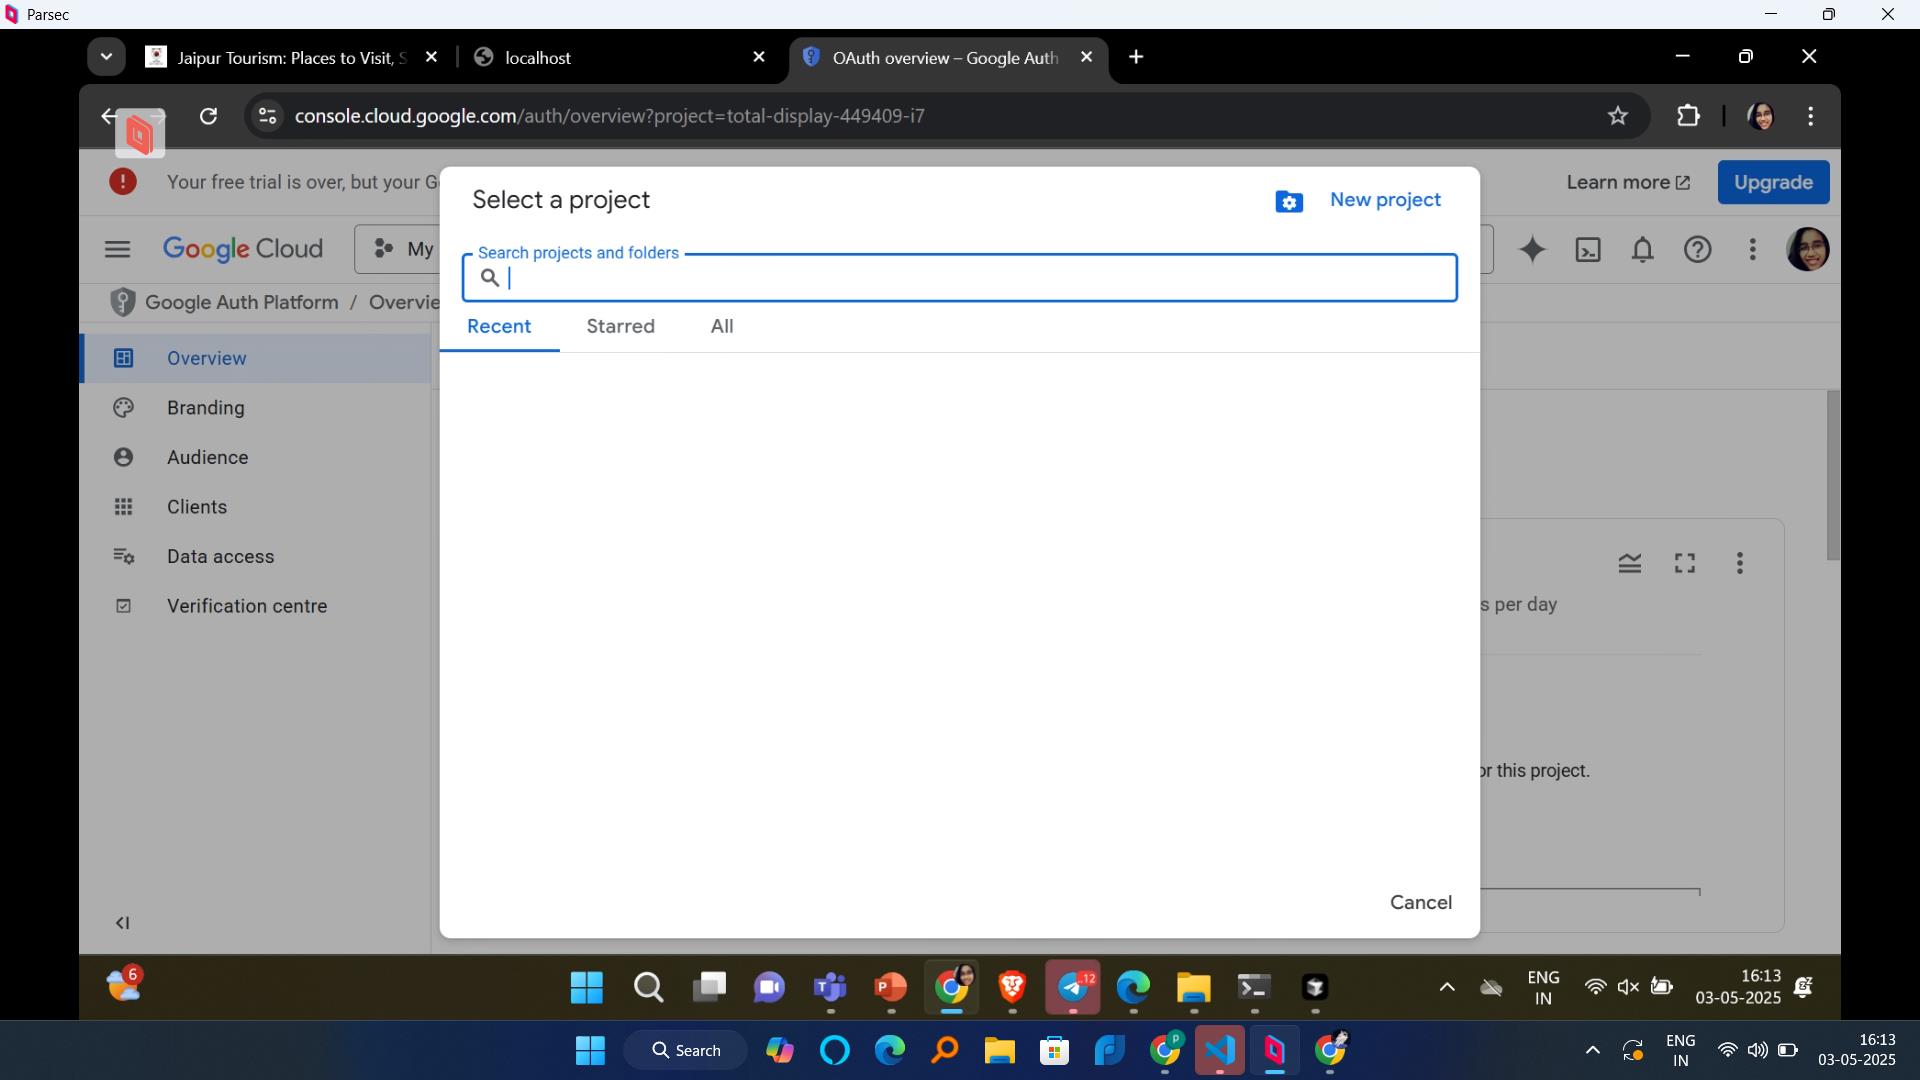 Parsec
Jaipur Tourism: Places to Visit, S
localhost
OAuth overview – Google Auth
console.cloud.google.com/auth/overview?project=total-display-449409-i7
Your free trial is over, but your G
Learn more
Upgrade
Select a project
New project
Google Cloud
My
Search projects and folders
Google Auth Platform / Overvie
Recent
Starred
All
Overview
Branding
Audience
Clients
Data access
Verification centre
s per day
or this project.
Cancel
6
12
ENG
IN
16:13
03-05-2025
Search
P
ENG
IN
16:13
03-05-2025